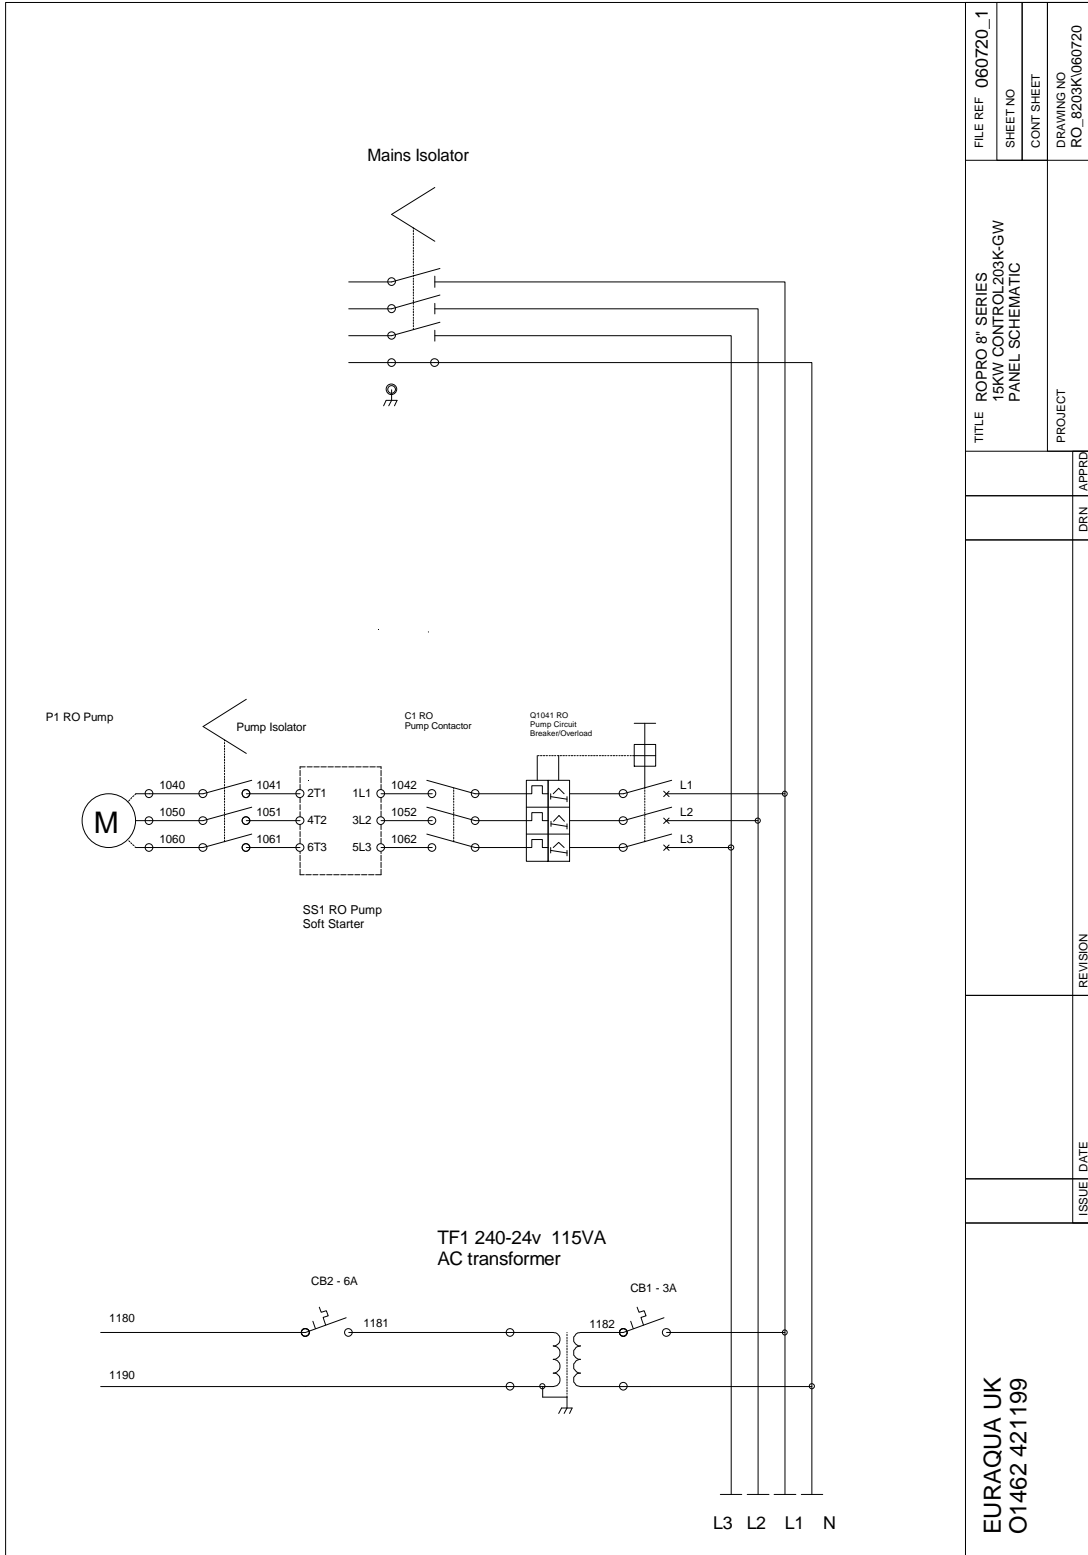 Mains Isolator
P1 RO Pump
Pump Isolator
C1 RO
Pump Contactor
Q1041 RO
Pump Circuit
Breaker/Overload
1040
1041
2T1
1L1
1042
L1
M
1050
1051
4T2
3L2
1052
L2
1060
1061
6T3
5L3
1062
L3
SS1 RO Pump
Soft Starter
TF1 240-24v 115VA
AC transformer
CB2 - 6A
CB1 - 3A
1180
1181
1182
1190
L3 L2 L1 N
EURAQUA UK
O1462 421199
ISSUE
DATE
REVISION
DRN
APPRD
TITLE ROPRO 8" SERIES
15KW CONTROL203K-GW
PANEL SCHEMATIC
PROJECT
FILE REF 060720_1
SHEET NO
CONT SHEET
DRAWING NO
RO_8203K\060720